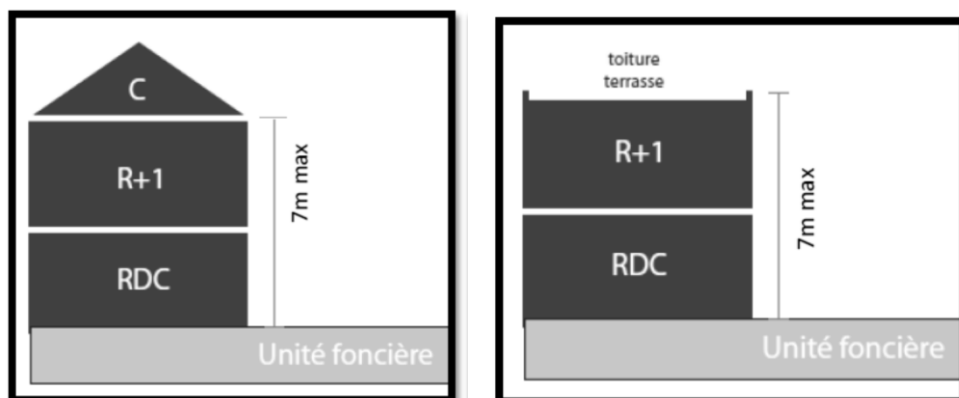 C
R+1
7m max
RDC
Unité foncière
toiture
terrasse
R+1
7m max
RDC
Unité foncière